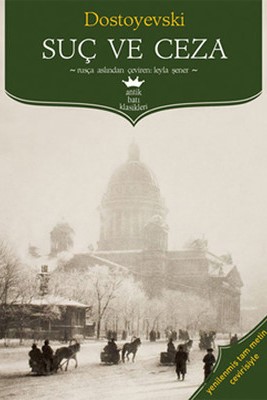 Dostoyevski
SUÇ VE CEZA
~ rusça aslından çeviren: leyla şener ~
antik
batı
klasikleri
yenilenmiş tam metin
çevirisiyle